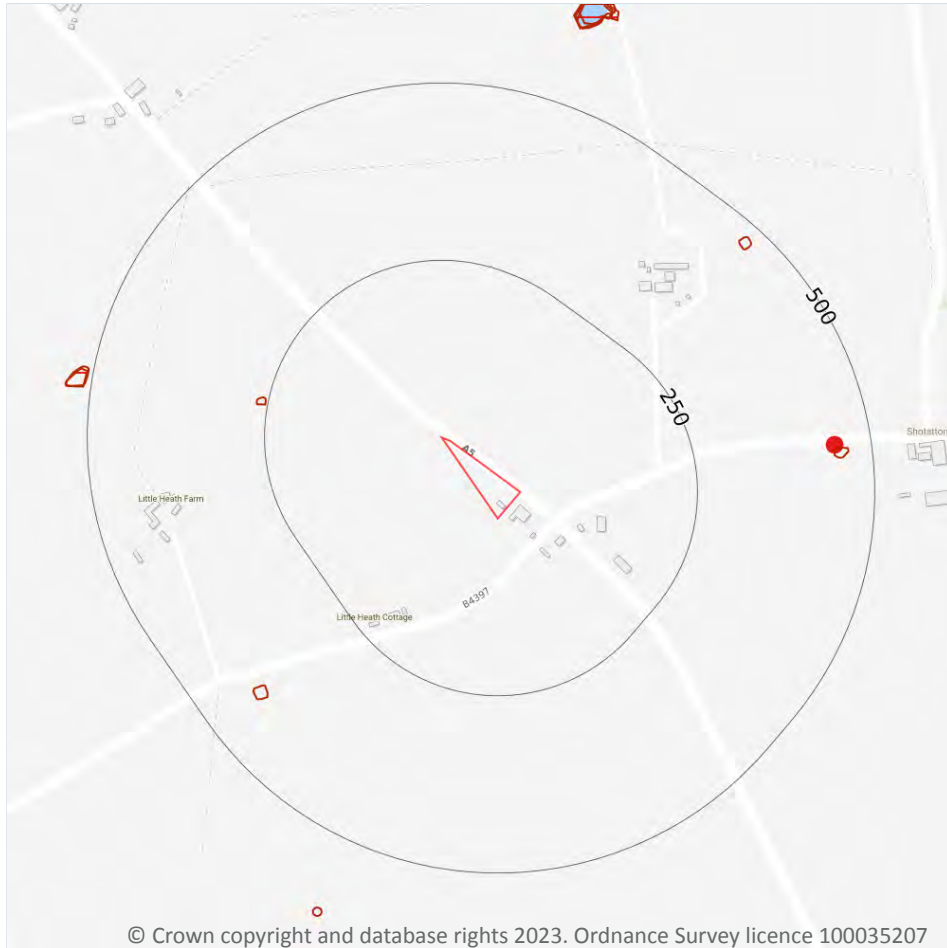 500
250
A5
Shotatton
Little Heath Farm
B4397
Little Heath Cottage
© Crown copyright and database rights 2023. Ordnance Survey licence 100035207